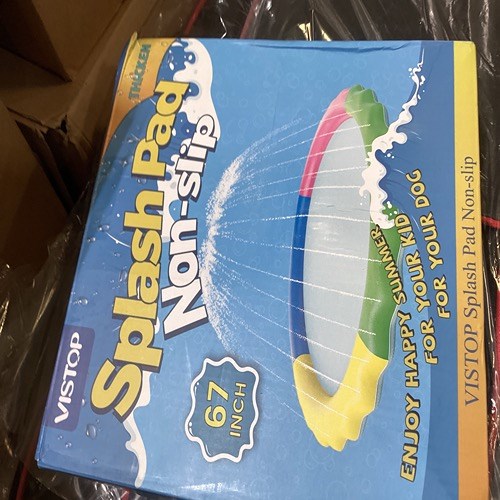 VISTOP
THICKEN
Splash Pad
Non-slip
67
INCH
ENJOY HAPPY SUMMER
FOR YOUR KID
FOR YOUR DOG
VISTOP Splash Pad Non-slip